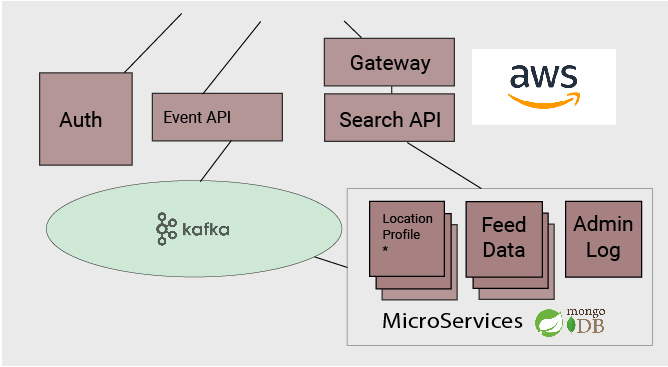 Gateway
aws
Auth
Event API
Search API
kafka
Location
Profile
*
Feed
Data
Admin
Log
MicroServices
mongo
DB